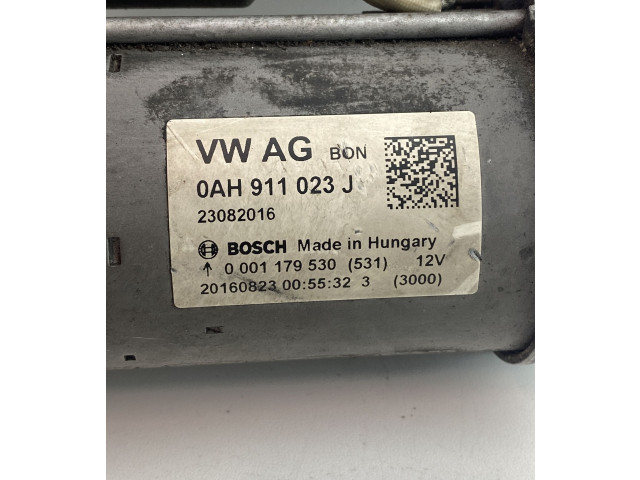 VW AG BON
0AH 911 023 J
23082016
BOSCH Made in Hungary
↑ 0 001 179 530 (531) 12V
20160823 00:55:32 3 (3000)